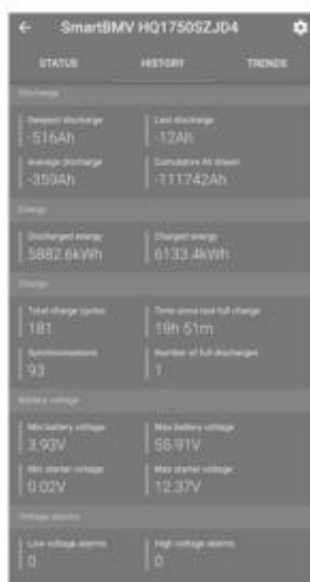 SmartBMV HQ1750SZJD4
STATUS HISTORY TRENDS
Discharge
Deepest discharge Last discharge
-516Ah -12Ah
Average discharge Cumulative Ah drawn
-359Ah -111742Ah
Energy
Discharged energy Charged energy
5882.6kWh 6133.4kWh
Charge
Total charge cycles Time since last full charge
181 19h 51m
Synchronisations Number of full discharges
93 1
Battery voltage
Min battery voltage Max battery voltage
3.93V 55.91V
Min starter voltage Max starter voltage
0.02V 12.37V
Voltage alarms
Low voltage alarms High voltage alarms
0 0